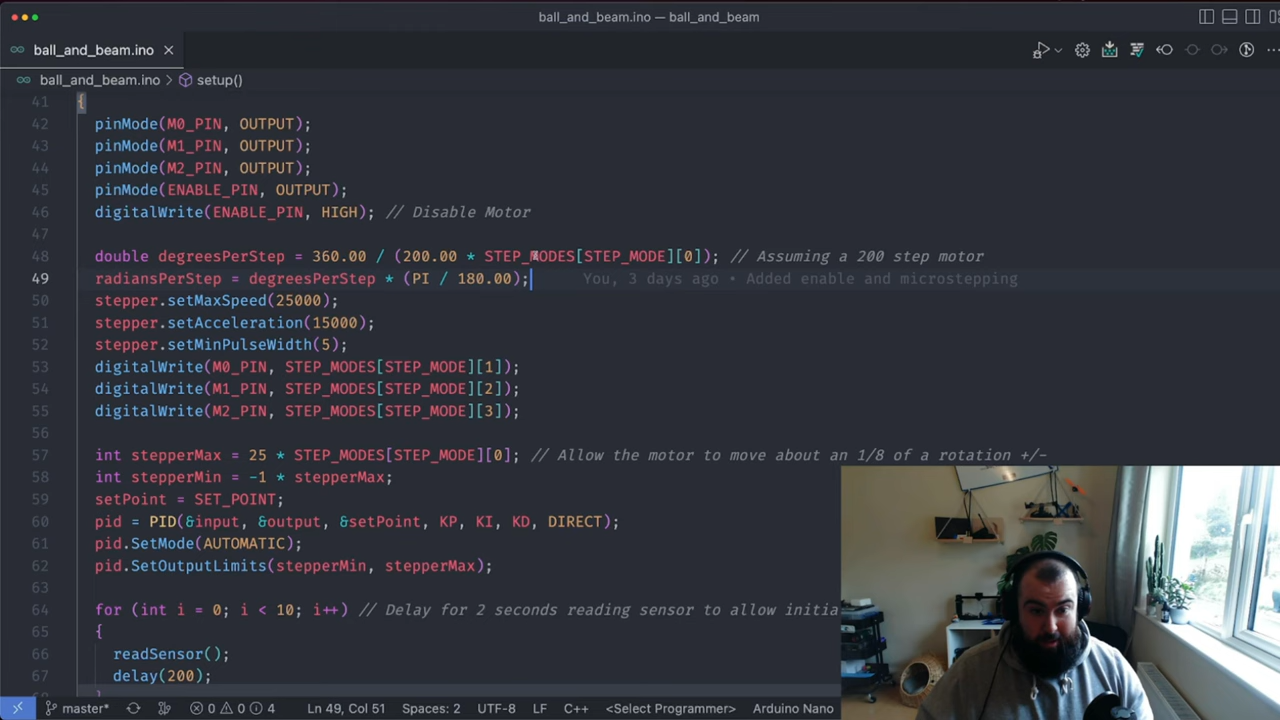 ball_and_beam.ino — ball_and_beam
ball_and_beam.ino
ball_and_beam.ino > setup()
41 {
42 pinMode(M0_PIN, OUTPUT);
43 pinMode(M1_PIN, OUTPUT);
44 pinMode(M2_PIN, OUTPUT);
45 pinMode(ENABLE_PIN, OUTPUT);
46 digitalWrite(ENABLE_PIN, HIGH); // Disable Motor
47
48 double degreesPerStep = 360.00 / (200.00 * STEP_MODES[STEP_MODE][0]); // Assuming a 200 step motor
49 radiansPerStep = degreesPerStep * (PI / 180.00); You, 3 days ago • Added enable and microstepping
50 stepper.setMaxSpeed(25000);
51 stepper.setAcceleration(15000);
52 stepper.setMinPulseWidth(5);
53 digitalWrite(M0_PIN, STEP_MODES[STEP_MODE][1]);
54 digitalWrite(M1_PIN, STEP_MODES[STEP_MODE][2]);
55 digitalWrite(M2_PIN, STEP_MODES[STEP_MODE][3]);
56
57 int stepperMax = 25 * STEP_MODES[STEP_MODE][0]; // Allow the motor to move about an 1/8 of a rotation +/-
58 int stepperMin = -1 * stepperMax;
59 setPoint = SET_POINT;
60 pid = PID(&input, &output, &setPoint, KP, KI, KD, DIRECT);
61 pid.SetMode(AUTOMATIC);
62 pid.SetOutputLimits(stepperMin, stepperMax);
63
64 for (int i = 0; i < 10; i++) // Delay for 2 seconds reading sensor to allow initia
65 {
66 readSensor();
67 delay(200);
master* 0 0 4 Ln 49, Col 51 Spaces: 2 UTF-8 LF C++ <Select Programmer> Arduino Nano